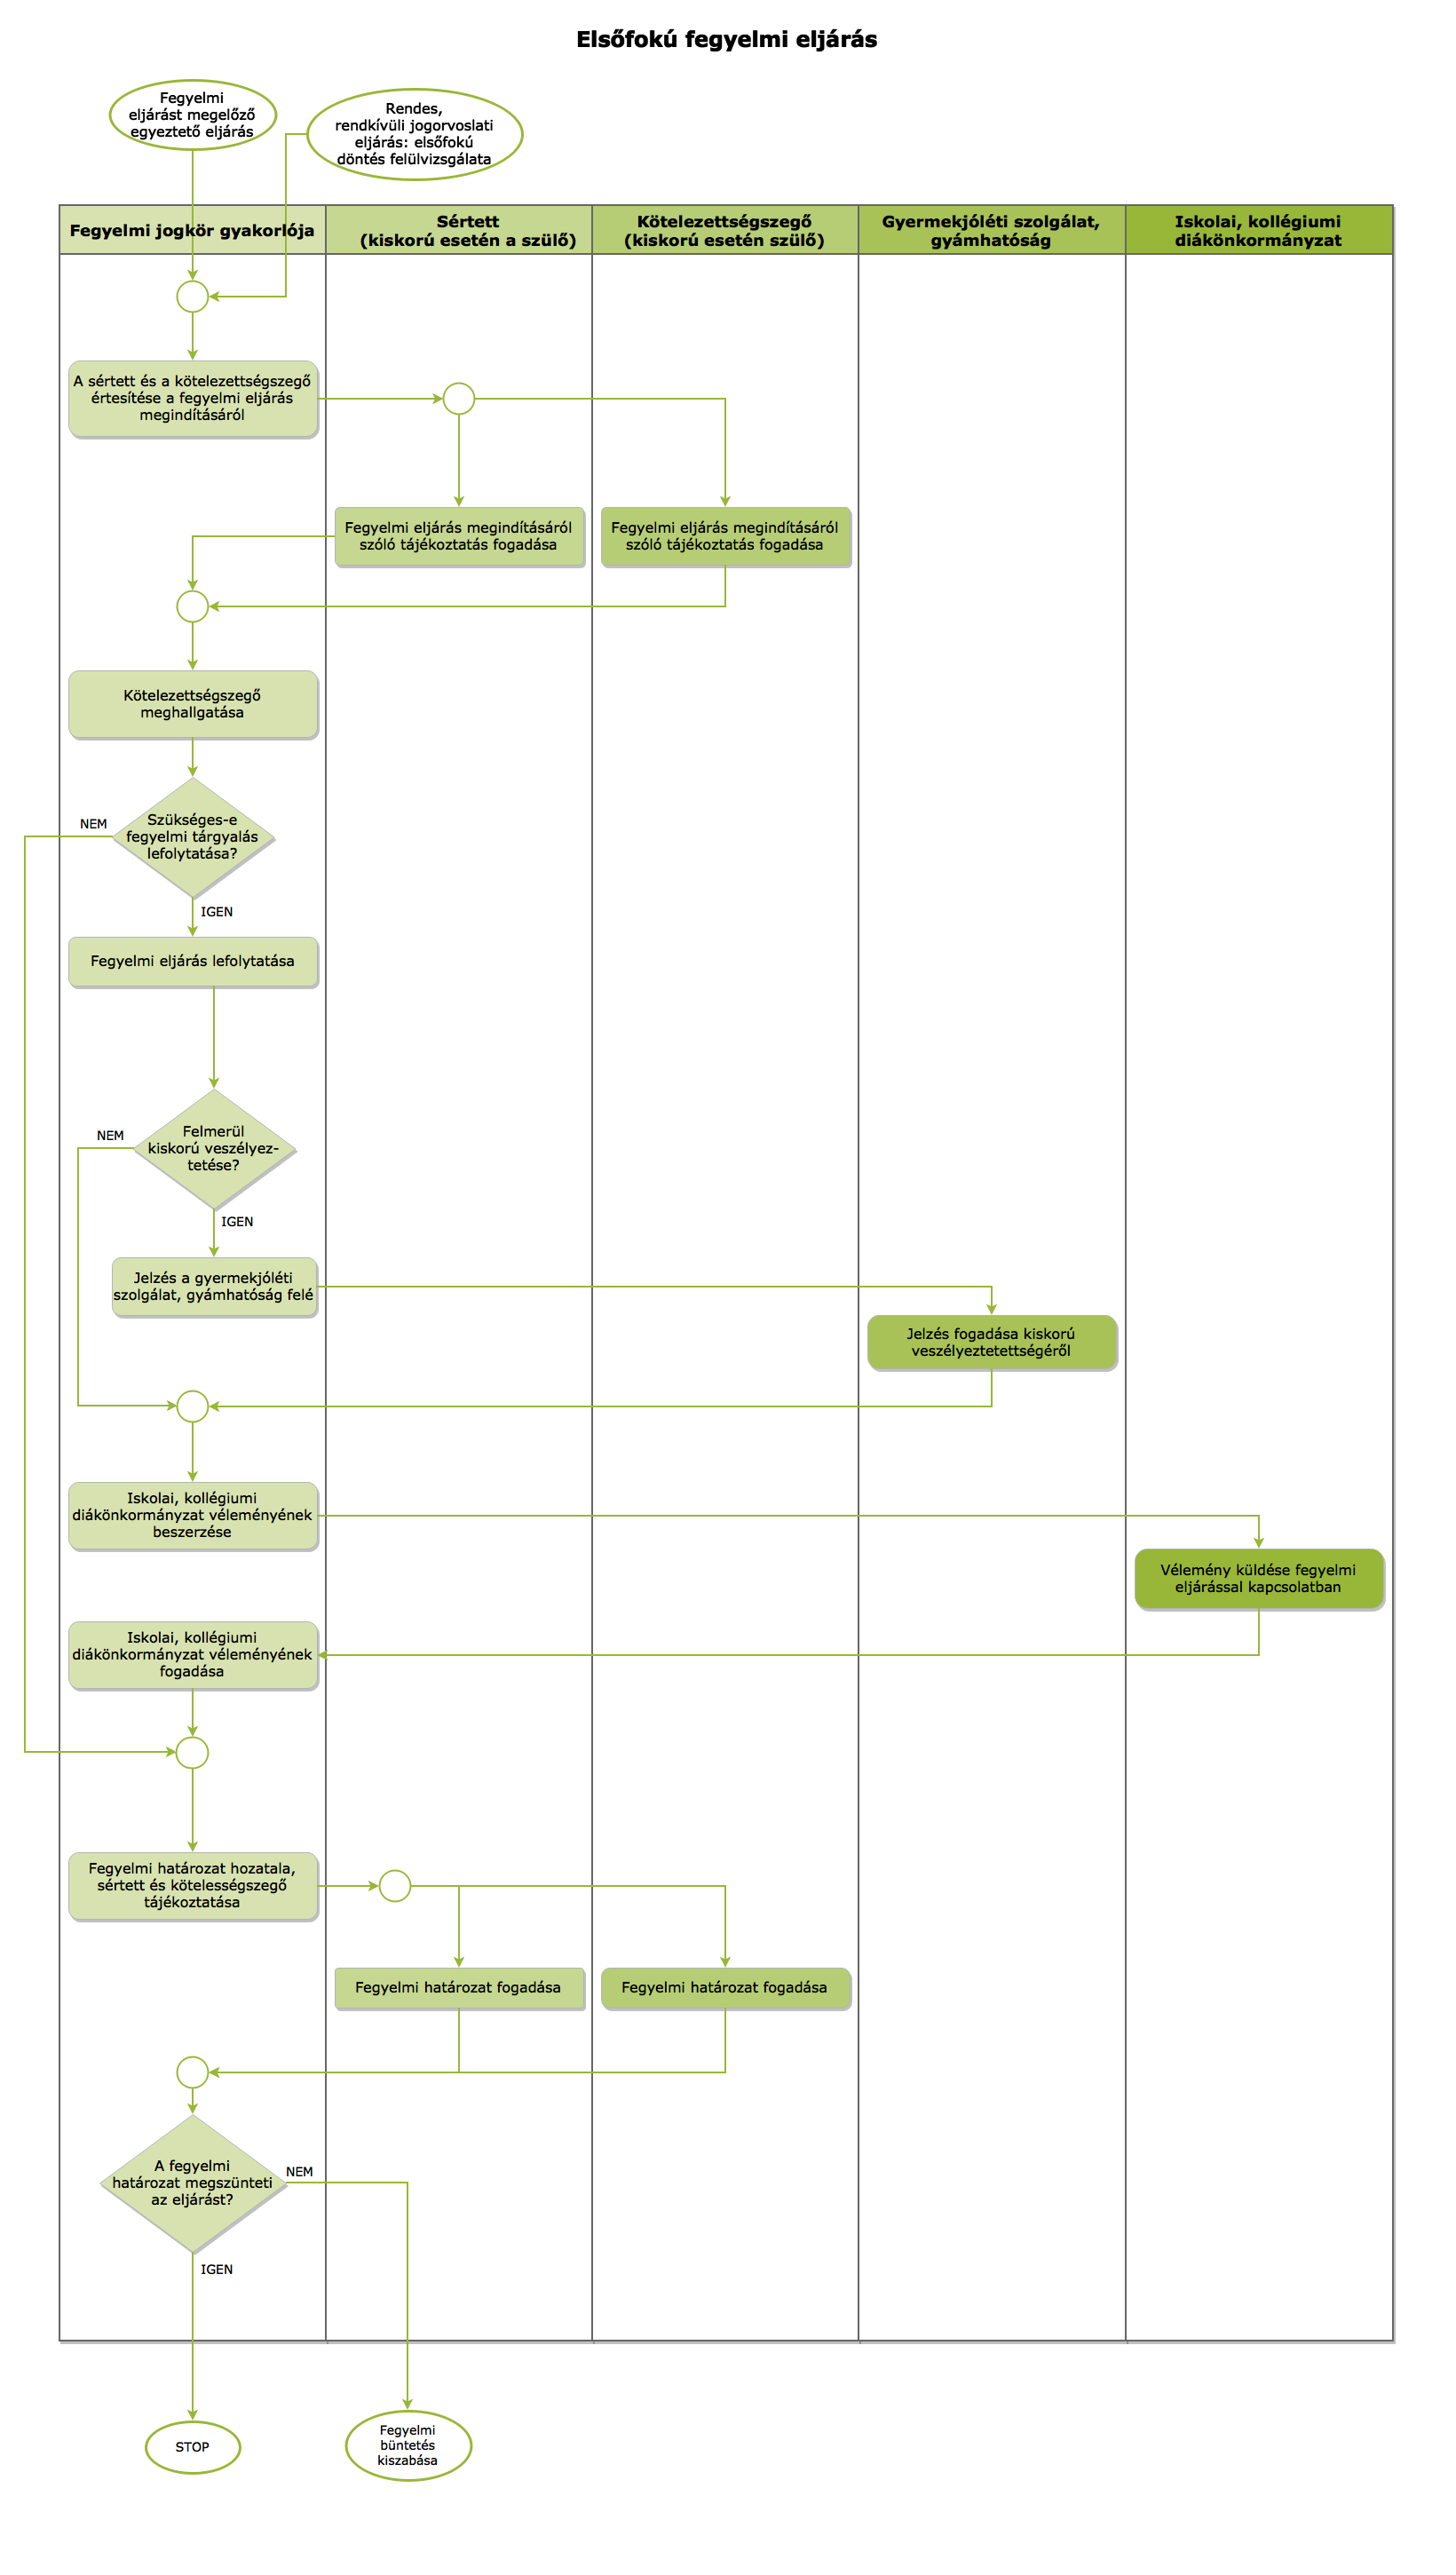 Elsőfokú fegyelmi eljárás
Fegyelmi
eljárást megelőző
egyeztető eljárás
Rendes,
rendkívüli jogorvoslati
eljárás: elsőfokú
döntés felülvizsgálata
Fegyelmi jogkör gyakorlója
Sértett
(kiskorú esetén a szülő)
Kötelezettségszegő
(kiskorú esetén szülő)
Gyermekjóléti szolgálat,
gyámhatóság
Iskolai, kollégiumi
diákönkormányzat
A sértett és a kötelezettségszegő
értesítése a fegyelmi eljárás
megindításáról
Fegyelmi eljárás megindításáról
szóló tájékoztatás fogadása
Fegyelmi eljárás megindításáról
szóló tájékoztatás fogadása
Kötelezettségszegő
meghallgatása
NEM
Szükséges-e
fegyelmi tárgyalás
lefolytatása?
IGEN
Fegyelmi eljárás lefolytatása
NEM
Felmerül
kiskorú veszélyez-
tetése?
IGEN
Jelzés a gyermekjóléti
szolgálat, gyámhatóság felé
Jelzés fogadása kiskorú
veszélyeztetettségéről
Iskolai, kollégiumi
diákönkormányzat véleményének
beszerzése
Vélemény küldése fegyelmi
eljárással kapcsolatban
Iskolai, kollégiumi
diákönkormányzat véleményének
fogadása
Fegyelmi határozat hozatala,
sértett és kötelességszegő
tájékoztatása
Fegyelmi határozat fogadása
Fegyelmi határozat fogadása
A fegyelmi
határozat megszünteti
az eljárást?
NEM
IGEN
STOP
Fegyelmi
büntetés
kiszabása